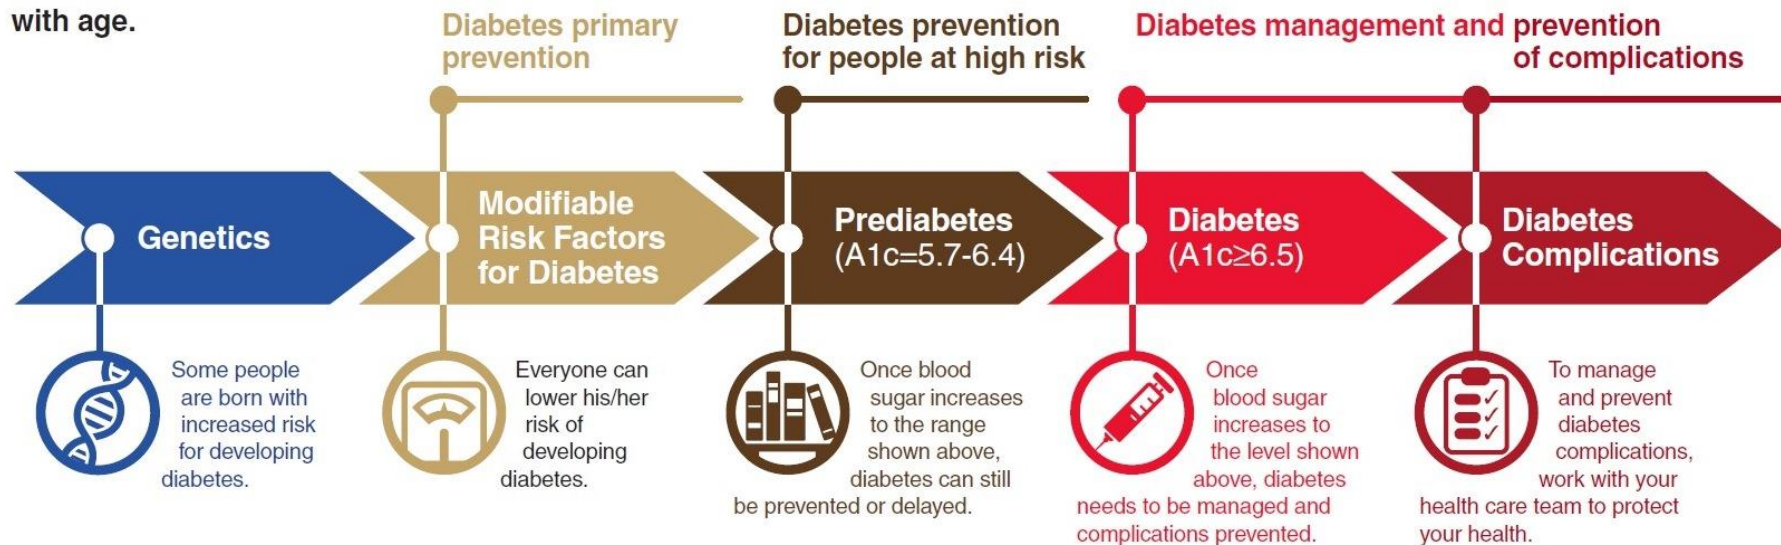 with age.
Diabetes primary
prevention
Diabetes prevention
for people at high risk
Diabetes management and prevention
of complications
Genetics
Modifiable
Risk Factors
for Diabetes
Prediabetes
(A1c=5.7-6.4)
Diabetes
(A1c≥6.5)
Diabetes
Complications
Some people
are born with
increased risk
for developing
diabetes.
Everyone can
lower his/her
risk of
developing
diabetes.
Once blood
sugar increases
to the range
shown above,
diabetes can still
be prevented or delayed.
Once
blood sugar
increases to
the level shown
above, diabetes
needs to be managed and
complications prevented.
To manage
and prevent
diabetes
complications,
work with your
health care team to protect
your health.